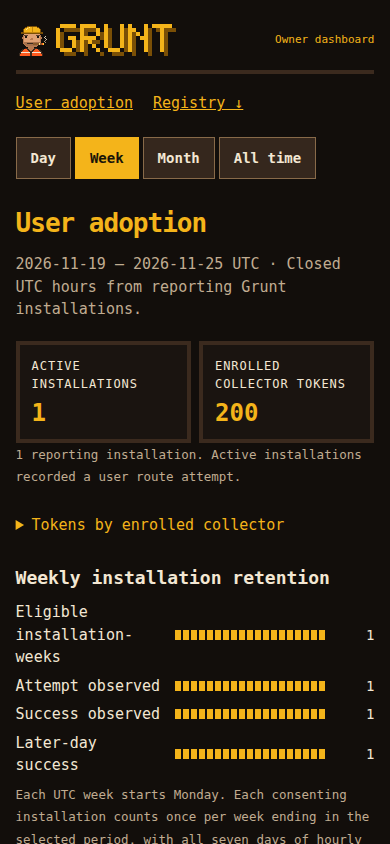 GRUNT
Owner dashboard
User adoption Registry ↓
Day Week Month All time
User adoption
2026-11-19 — 2026-11-25 UTC · Closed
UTC hours from reporting Grunt
installations.
ACTIVE
INSTALLATIONS
1
ENROLLED
COLLECTOR TOKENS
200
1 reporting installation. Active installations
recorded a user route attempt.
▶ Tokens by enrolled collector
Weekly installation retention
Eligible
installation-
weeks
1
Attempt observed 1
Success observed 1
Later-day
success
1
Each UTC week starts Monday. Each consenting
installation counts once per week ending in the
selected period, with all seven days of hourly